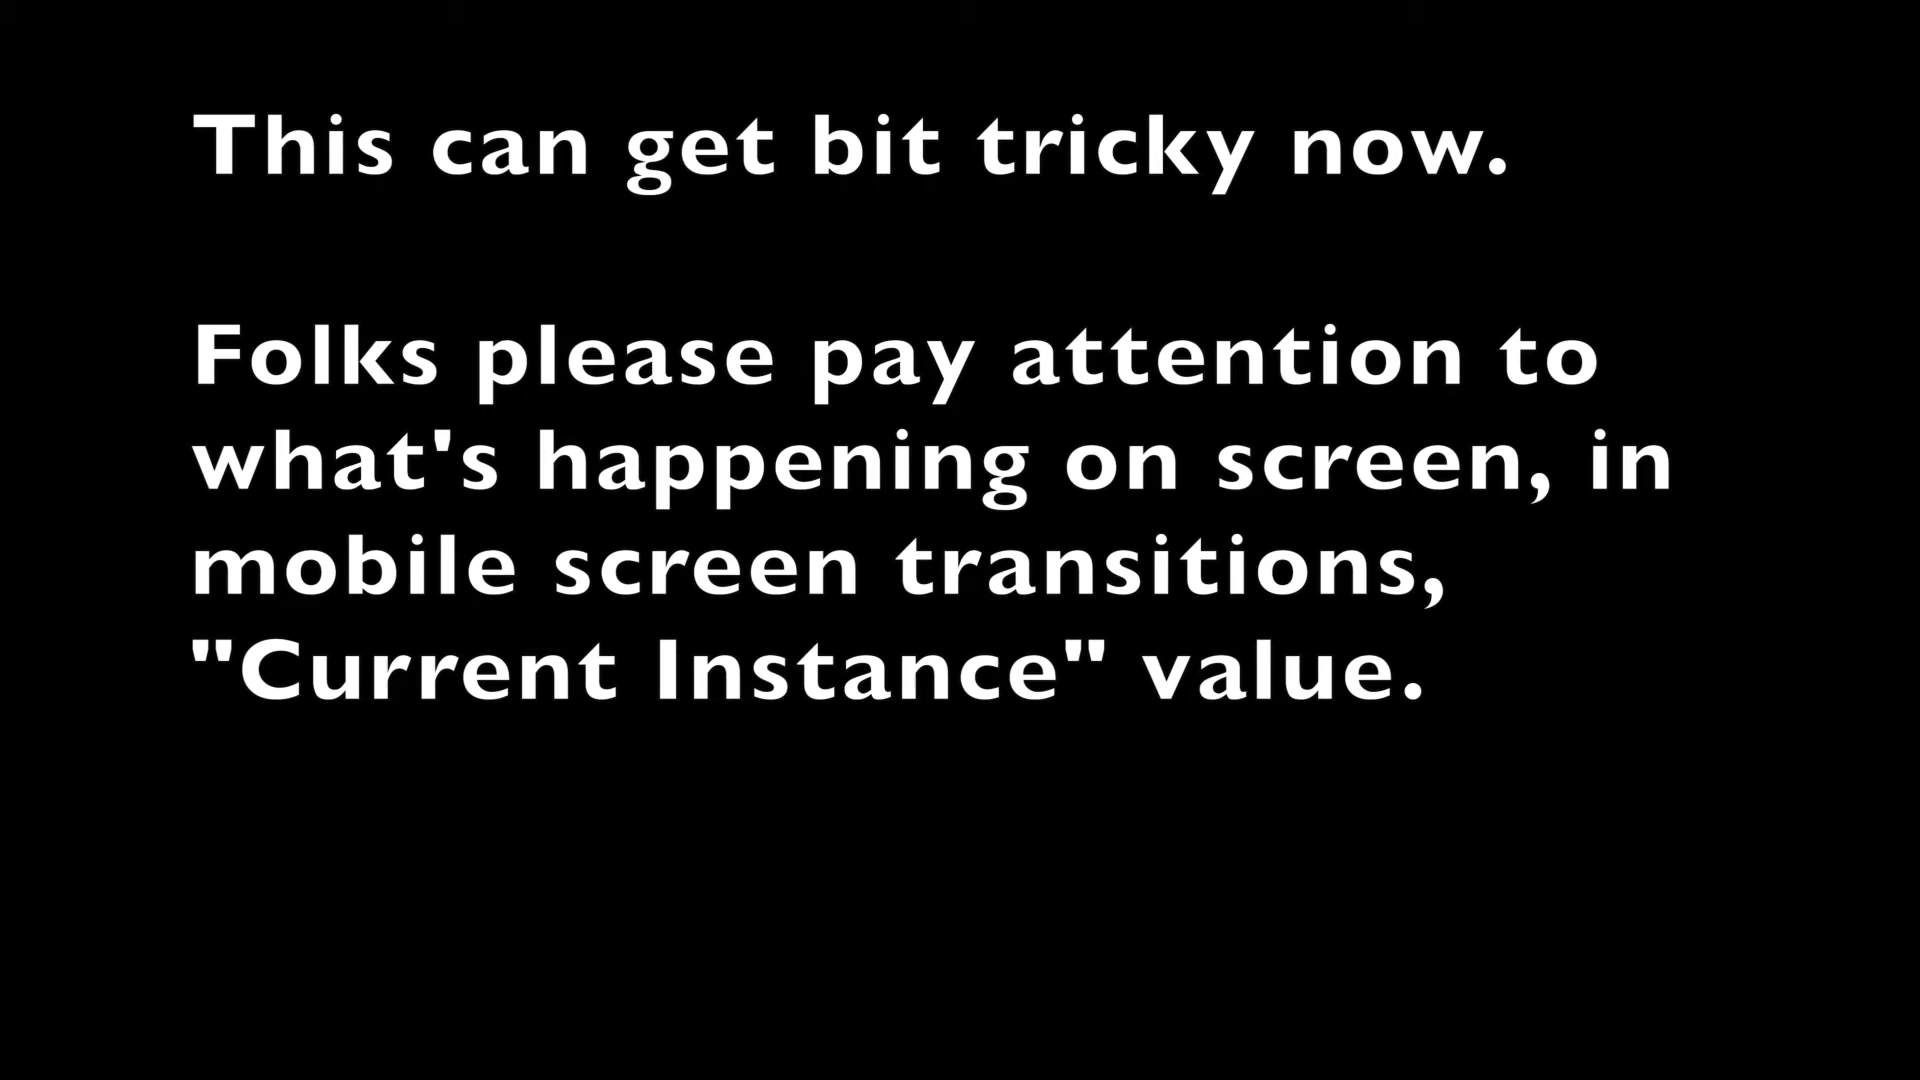 This can get bit tricky now.
Folks please pay attention to
what's happening on screen, in
mobile screen transitions,
"Current Instance" value.